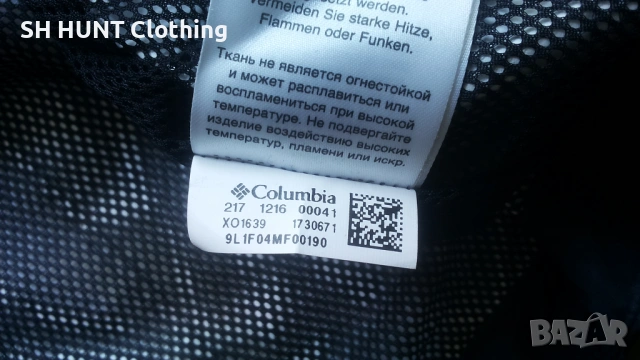 SH HUNT Clothing
Vermeiden Sie starke Hitze,
Flammen oder Funken.
Ткань не является огнестойкой
и может расплавиться или
воспламениться при высокой
температуре. Не подвергайте
изделие воздействию высоких
температур, пламени или искр.
Columbia
217 1216 00041
XO1639 1730671
9L1F04MF00190
BAZAR